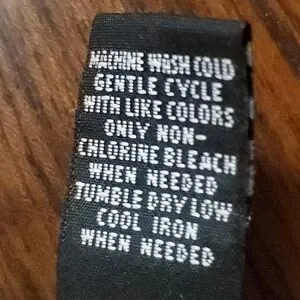 MACHINE WASH COLD
GENTLE CYCLE
WITH LIKE COLORS
ONLY NON-
CHLORINE BLEACH
WHEN NEEDED
TUMBLE DRY LOW
COOL IRON
WHEN NEEDED